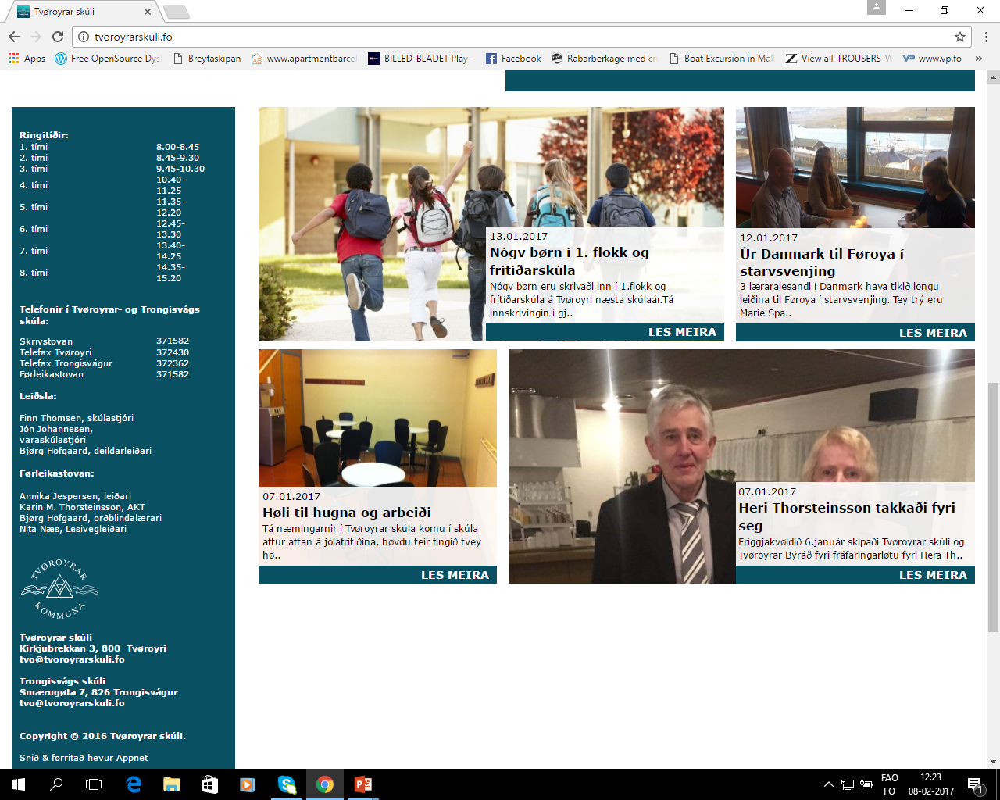 Tvøroyrar skúli
tvoroyrarskuli.fo
Apps
Free OpenSource Dys
Breytaskipan
www.apartmentbarce
BILLED-BLADET Play –
Facebook
Rabarberkage med cr
Boat Excursion in Mal
View all-TROUSERS-W
www.vp.fo
»
Ringitíðir:
1. tími 8.00-8.45
2. tími 8.45-9.30
3. tími 9.45-10.30
4. tími 10.40-
11.25
5. tími 11.35-
12.20
6. tími 12.45-
13.30
7. tími 13.40-
14.25
8. tími 14.35-
15.20
Telefonir í Tvøroyrar- og Trongisvágs
skúla:
Skrivstovan 371582
Telefax Tvøroyri 372430
Telefax Trongisvágur 372362
Førleikastovan 371582
Leiðsla:
Finn Thomsen, skúlastjóri
Jón Johannesen,
varaskúlastjóri
Bjørg Hofgaard, deildarleiðari
Førleikastovan:
Annika Jespersen, leiðari
Karin M. Thorsteinsson, AKT
Bjørg Hofgaard, orðblindalærari
Nita Næs, Lesivegleiðari
TVØROYRAR
KOMMUNA
Tvøroyrar skúli
Kirkjubrekkan 3, 800  Tvøroyri
tvo@tvoroyrarskuli.fo
Trongisvágs skúli
Smærugøta 7, 826 Trongisvágur
tvo@tvoroyrarskuli.fo
Copyright © 2016 Tvøroyrar skúli.
Snið & forritað hevur Appnet
13.01.2017
Nógv børn í 1. flokk og
frítíðarskúla
Nógv børn eru skrivaði inn í 1.flokk og
frítíðarskúla á Tvøroyri næsta skúlaár.Tá
innskrivingin í gj..
LES MEIRA
12.01.2017
Ùr Danmark til Føroya í
starvsvenjing
3 læraralesandi í Danmark hava tikið longu
leiðina til Føroya í starvsvenjing. Tey trý eru
Marie Spa..
LES MEIRA
07.01.2017
Høli til hugna og arbeiði
Tá næmingarnir í Tvøroyrar skúla komu í skúla
aftur aftan á jólafrítíðina, høvdu teir fingið tvey
hø..
LES MEIRA
07.01.2017
Heri Thorsteinsson takkaði fyri
seg
Fríggjakvøldið 6.január skipaði Tvøroyrar skúli og
Tvøroyrar Býráð fyri fráfaringarløtu fyri Hera Th..
LES MEIRA
FAO
FO
12:23
08-02-2017
1